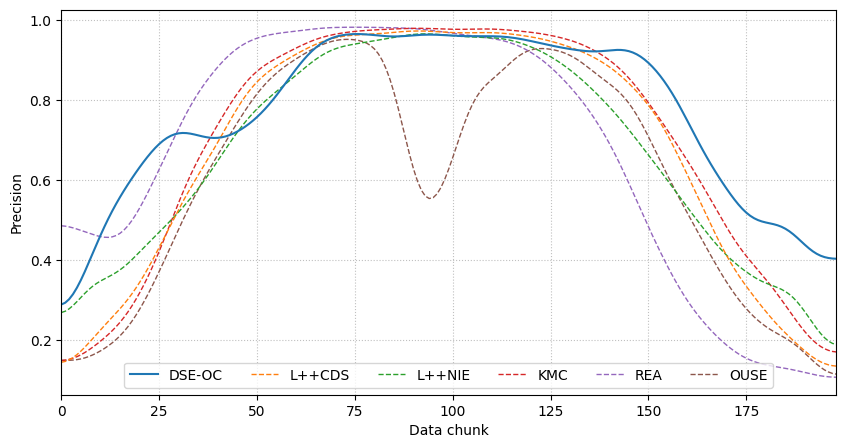 1.0
0.8
0.6
0.4
0.2
Precision
DSE-OC L++CDS L++NIE KMC REA OUSE
0 25 50 75 100 125 150 175
Data chunk